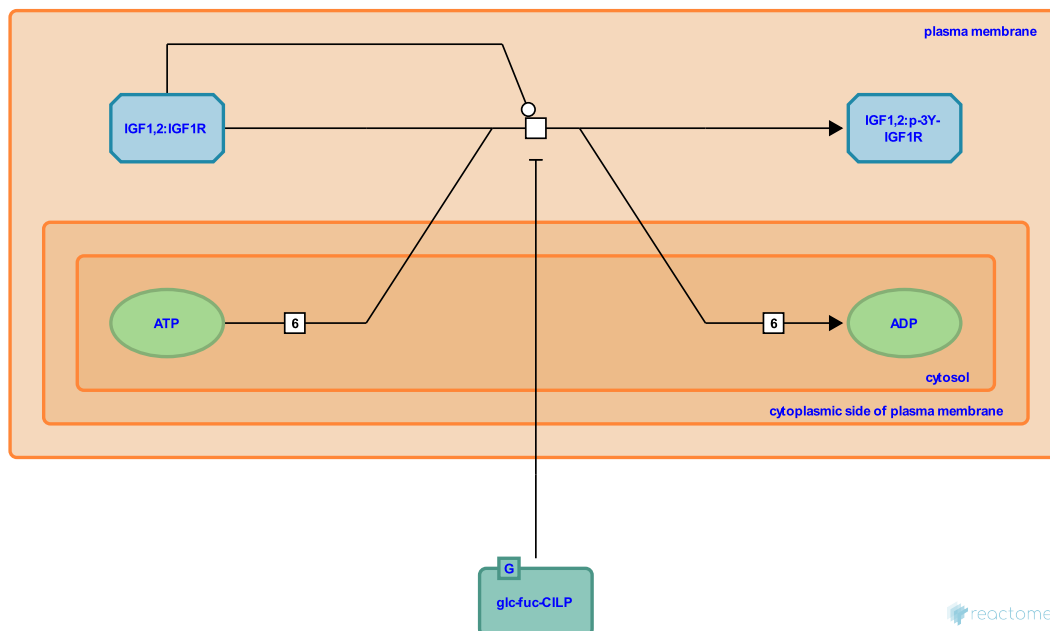 plasma membrane
IGF1,2:IGF1R
IGF1,2:p-3Y-
IGF1R
ATP
6
6
ADP
cytosol
cytoplasmic side of plasma membrane
G
glc-fuc-CILP
reactome